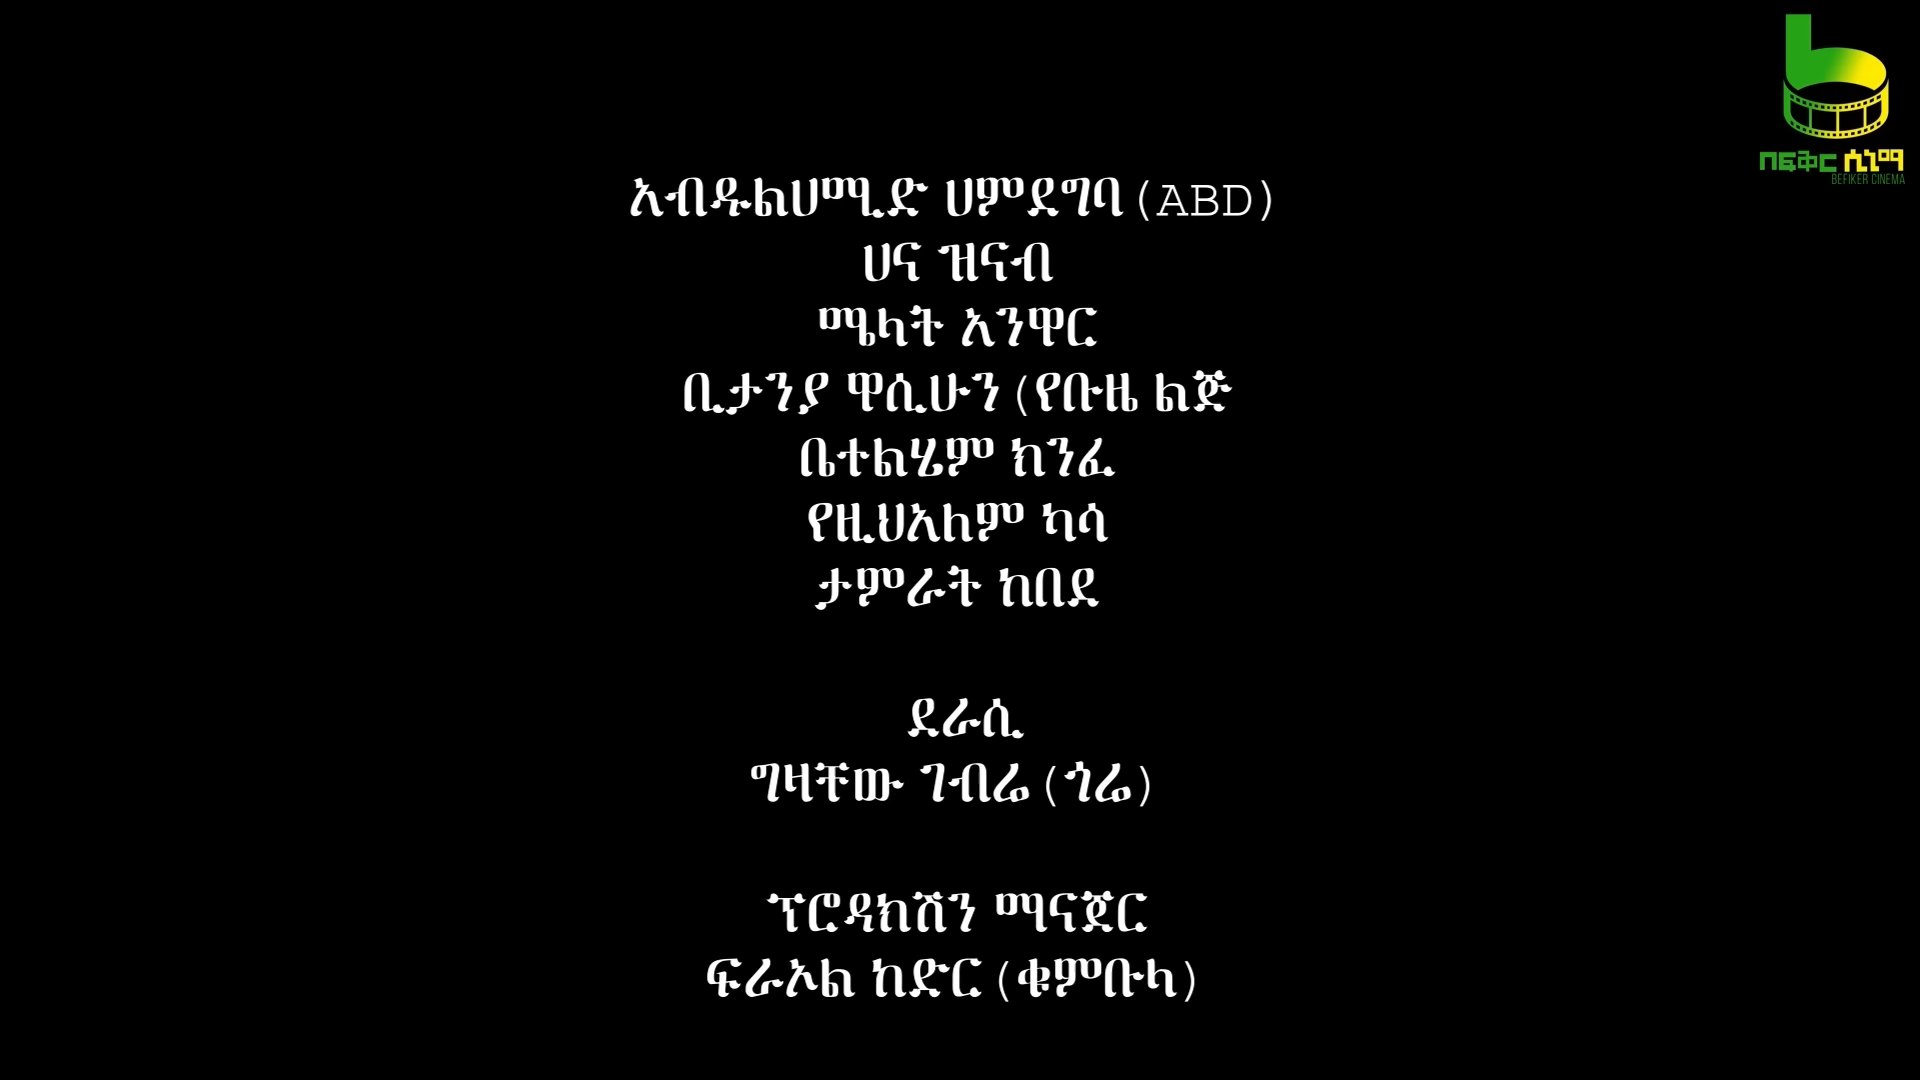 በፍቅር ሲኒማ
BEFIKER CINEMA
አብዱልሀሚድ ሀምደግባ(ABD)
ሀና ዝናብ
ሜላት አንዋር
ቢታንያ ዋሲሁን(የቡዜ ልጅ
ቤተልሄም ክንፈ
የዚህአለም ካሳ
ታምራት ከበደ
ደራሲ
ግዛቸው ገብሬ(ጎሬ)
ፕሮዳክሽን ማናጀር
ፍራኦል ከድር(ቁምቡላ)